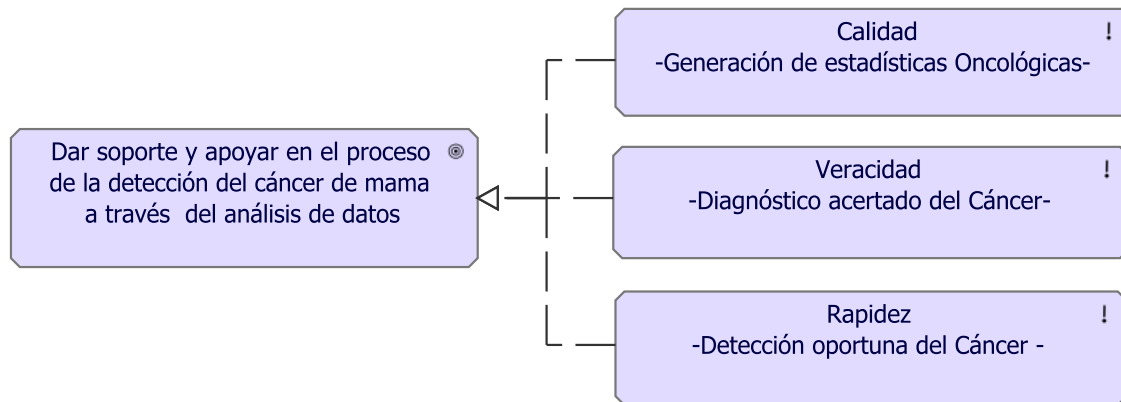 Dar soporte y apoyar en el proceso
de la detección del cáncer de mama
a través del análisis de datos
Calidad
-Generación de estadísticas Oncológicas-
Veracidad
-Diagnóstico acertado del Cáncer-
Rapidez
-Detección oportuna del Cáncer -